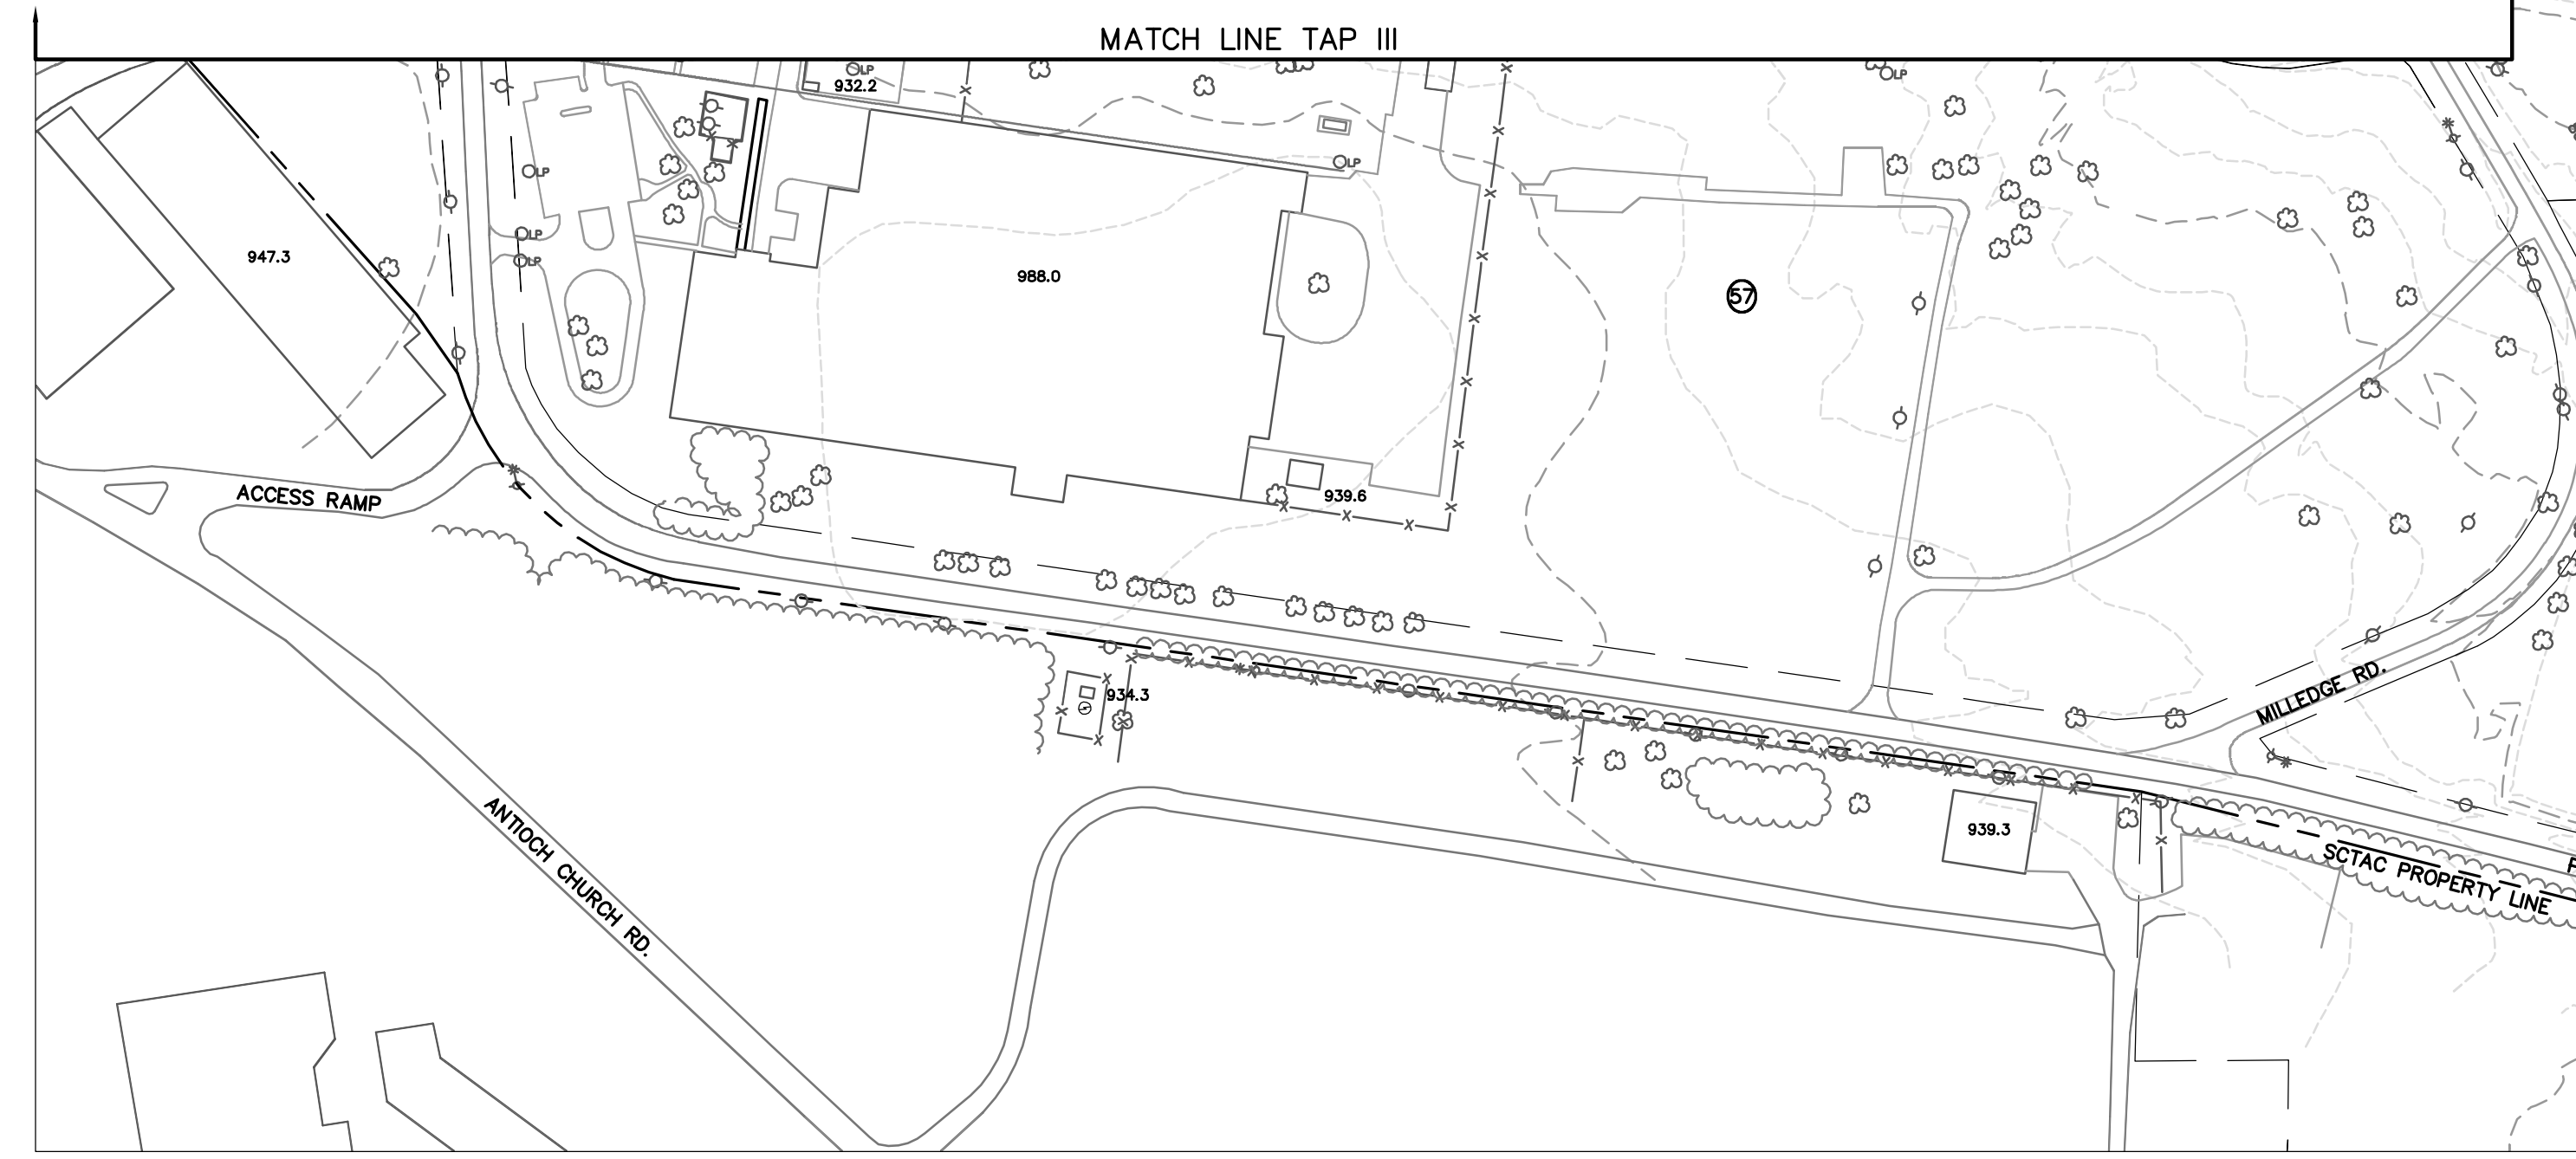 MATCH LINE TAP III
LP
932.2
LP
LP
LP
LP
LP
947.3
988.0
57
939.6
ACCESS RAMP
934.3
MILLEDGE RD.
939.3
ANTIOCH CHURCH RD.
SCTAC PROPERTY LINE